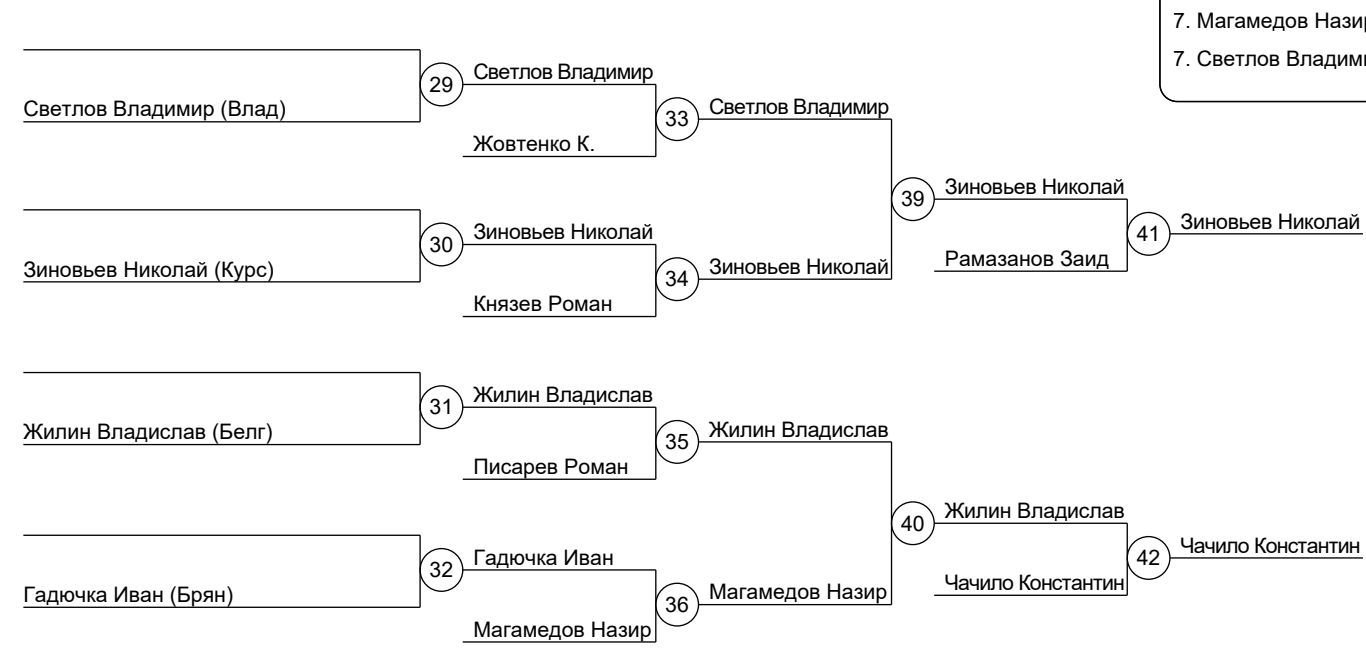 7. Магамедов Назир
7. Светлов Владими
Светлов Владимир (Влад)
29
Светлов Владимир
Жовтенко К.
33
Светлов Владимир
Зиновьев Николай (Курс)
30
Зиновьев Николай
Князев Роман
34
Зиновьев Николай
39
Зиновьев Николай
Рамазанов Заид
41
Зиновьев Николай
Жилин Владислав (Белг)
31
Жилин Владислав
Писарев Роман
35
Жилин Владислав
Гадючка Иван (Брян)
32
Гадючка Иван
Магамедов Назир
36
Магамедов Назир
40
Жилин Владислав
Чачило Константин
42
Чачило Константин